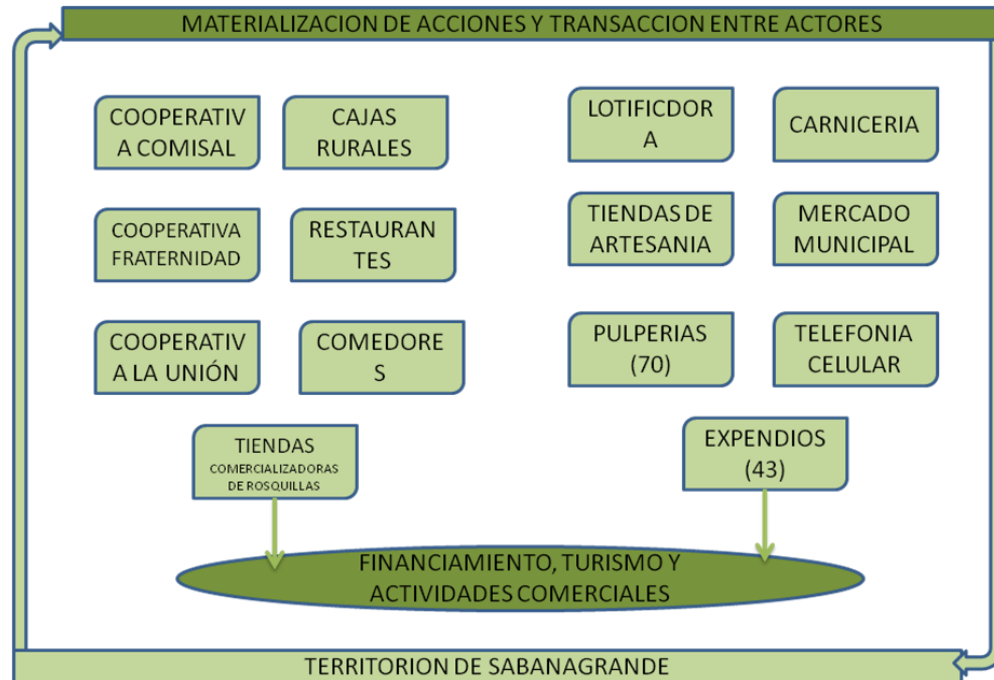 MATERIALIZACION DE ACCIONES Y TRANSACCION ENTRE ACTORES
COOPERATIV
A COMISAL
CAJAS
RURALES
LOTIFICDOR
A
CARNICERIA
COOPERATIVA
FRATERNIDAD
RESTAURAN
TES
TIENDAS DE
ARTESANIA
MERCADO
MUNICIPAL
COOPERATIV
A LA UNIÓN
COMEDORE
S
PULPERIAS
(70)
TELEFONIA
CELULAR
TIENDAS
COMERCIALIZADORAS
DE ROSQUILLAS
EXPENDIOS
(43)
FINANCIAMIENTO, TURISMO Y
ACTIVIDADES COMERCIALES
TERRITORION DE SABANAGRANDE